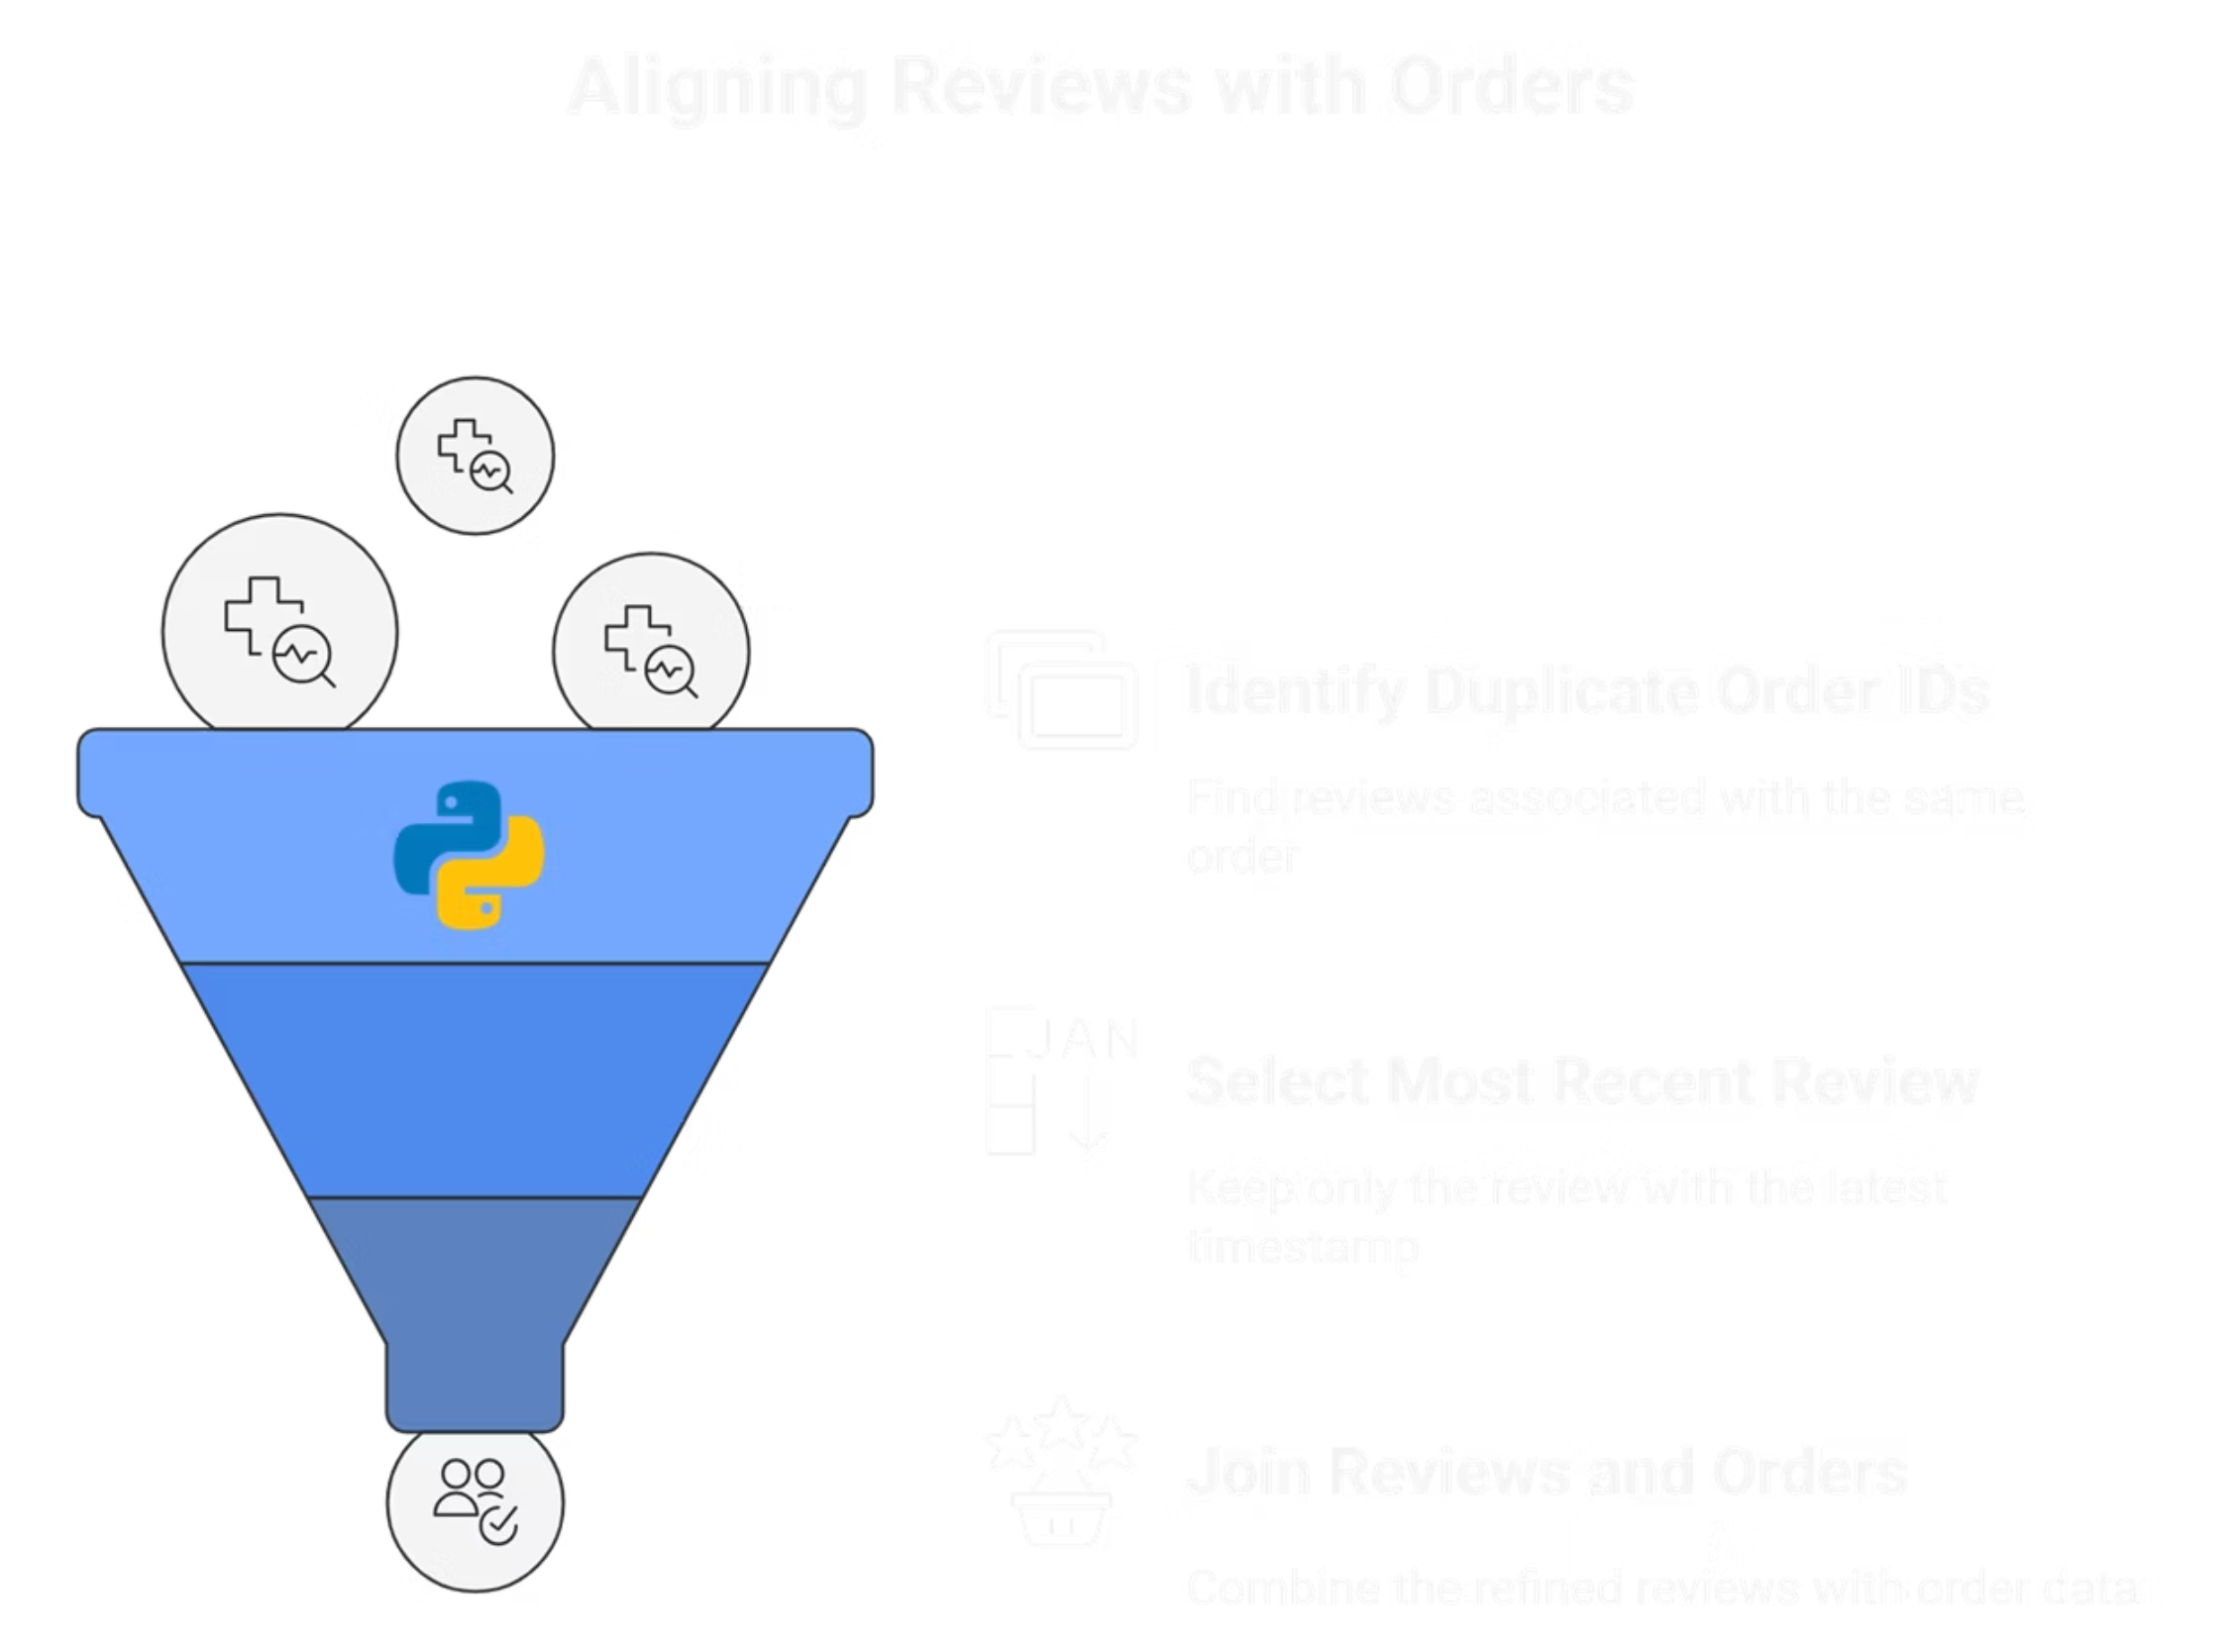 Aligning Reviews with Orders
Identify Duplicate Order IDs
Find reviews associated with the same
order
JAN
Select Most Recent Review
Keep only the review with the latest
timestamp
Join Reviews and Orders
Combine the refined reviews with order data